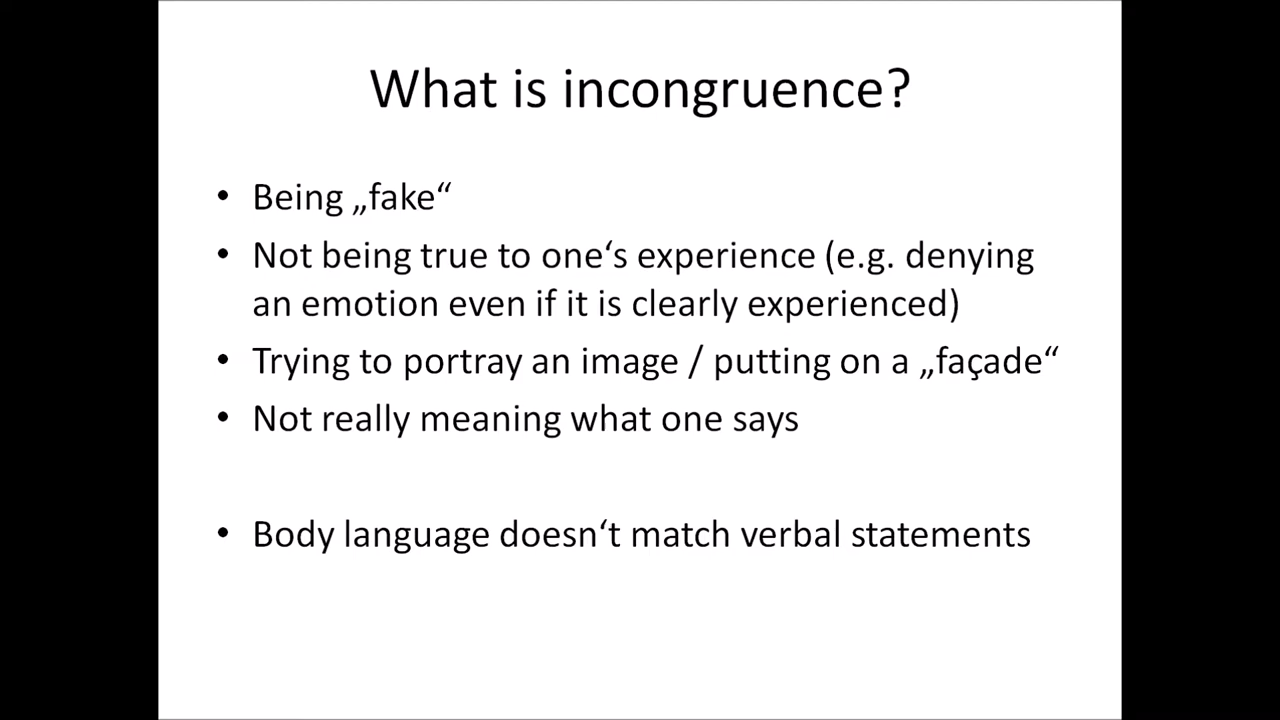 What is incongruence?
• Being „fake“
• Not being true to one‘s experience (e.g. denying
an emotion even if it is clearly experienced)
• Trying to portray an image / putting on a „façade“
• Not really meaning what one says
• Body language doesn‘t match verbal statements